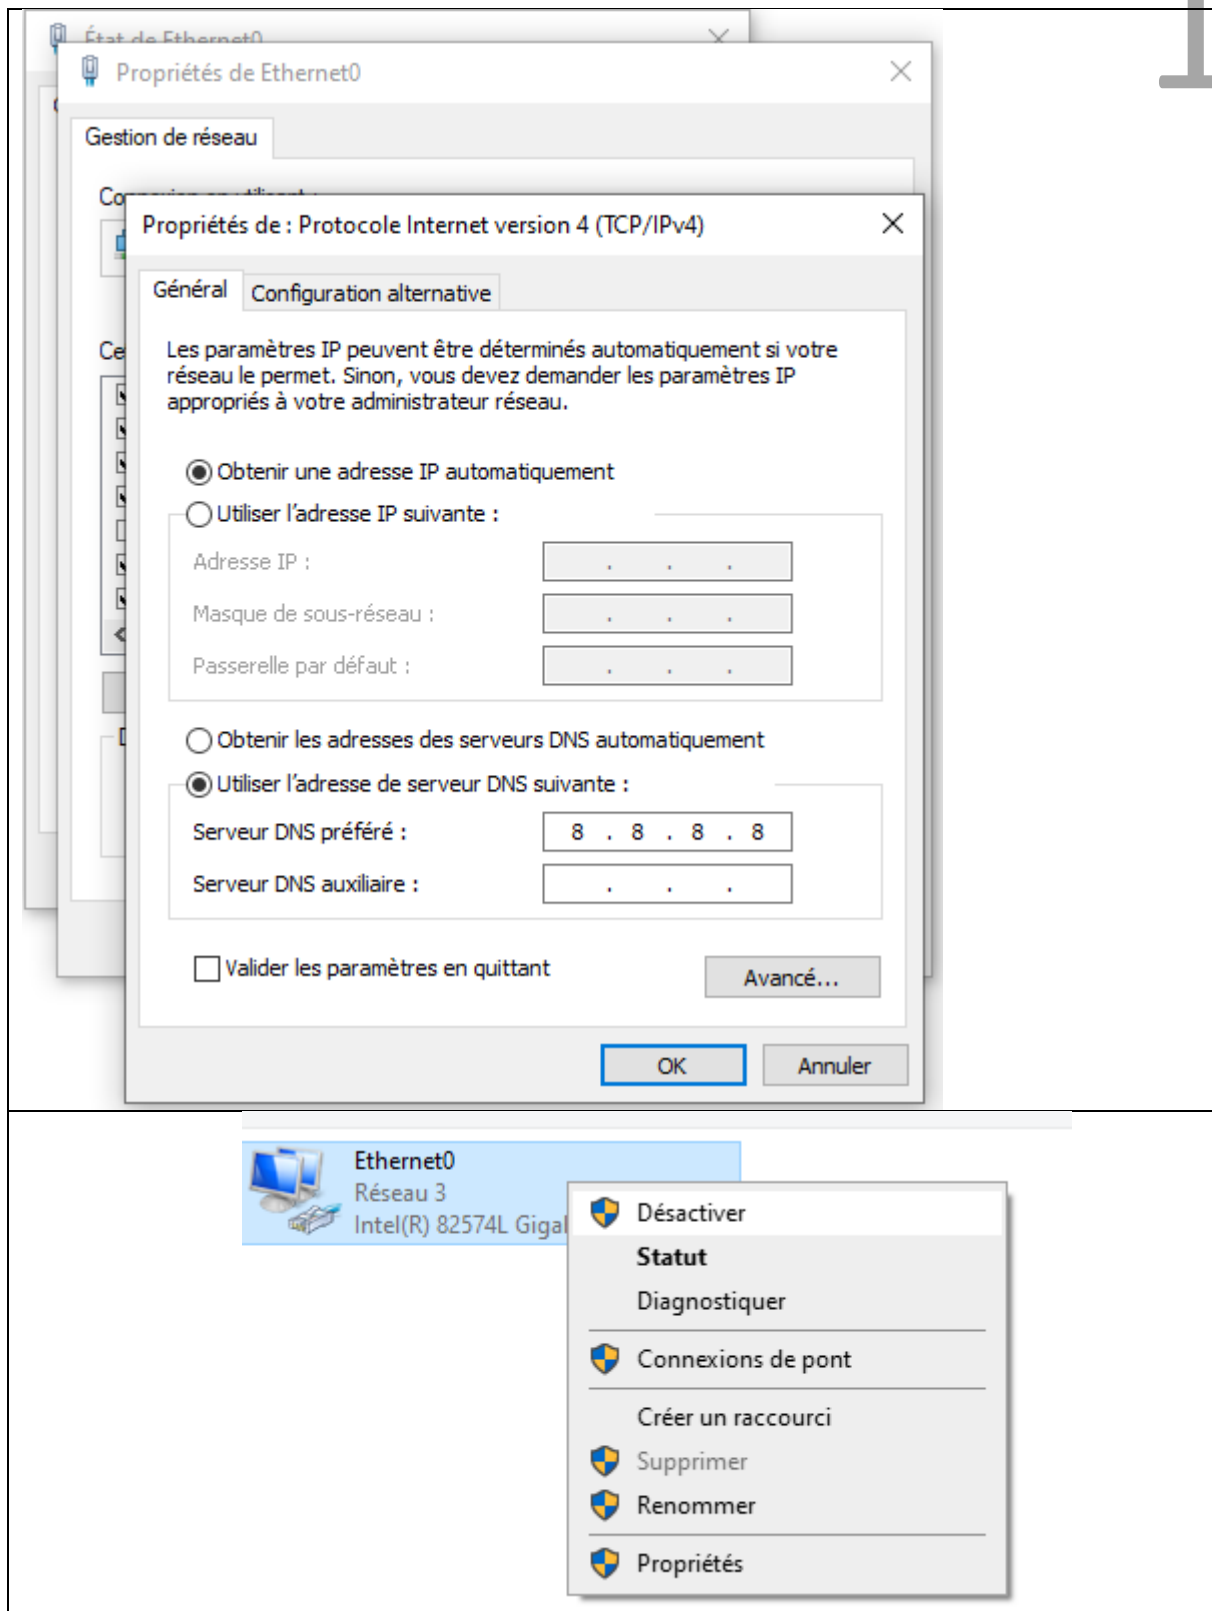 État de Ethernet0
Propriétés de Ethernet0
Gestion de réseau
Connexion en utilisant :
Propriétés de : Protocole Internet version 4 (TCP/IPv4)
Général
Configuration alternative
Ce
Les paramètres IP peuvent être déterminés automatiquement si votre
réseau le permet. Sinon, vous devez demander les paramètres IP
appropriés à votre administrateur réseau.
Obtenir une adresse IP automatiquement
Utiliser l'adresse IP suivante :
Adresse IP :
Masque de sous-réseau :
Passerelle par défaut :
Obtenir les adresses des serveurs DNS automatiquement
Utiliser l'adresse de serveur DNS suivante :
Serveur DNS préféré : 8 . 8 . 8 . 8
Serveur DNS auxiliaire : . . .
Valider les paramètres en quittant
Avancé...
OK
Annuler
Ethernet0
Réseau 3
Intel(R) 82574L Gigal
Désactiver
Statut
Diagnostiquer
Connexions de pont
Créer un raccourci
Supprimer
Renommer
Propriétés